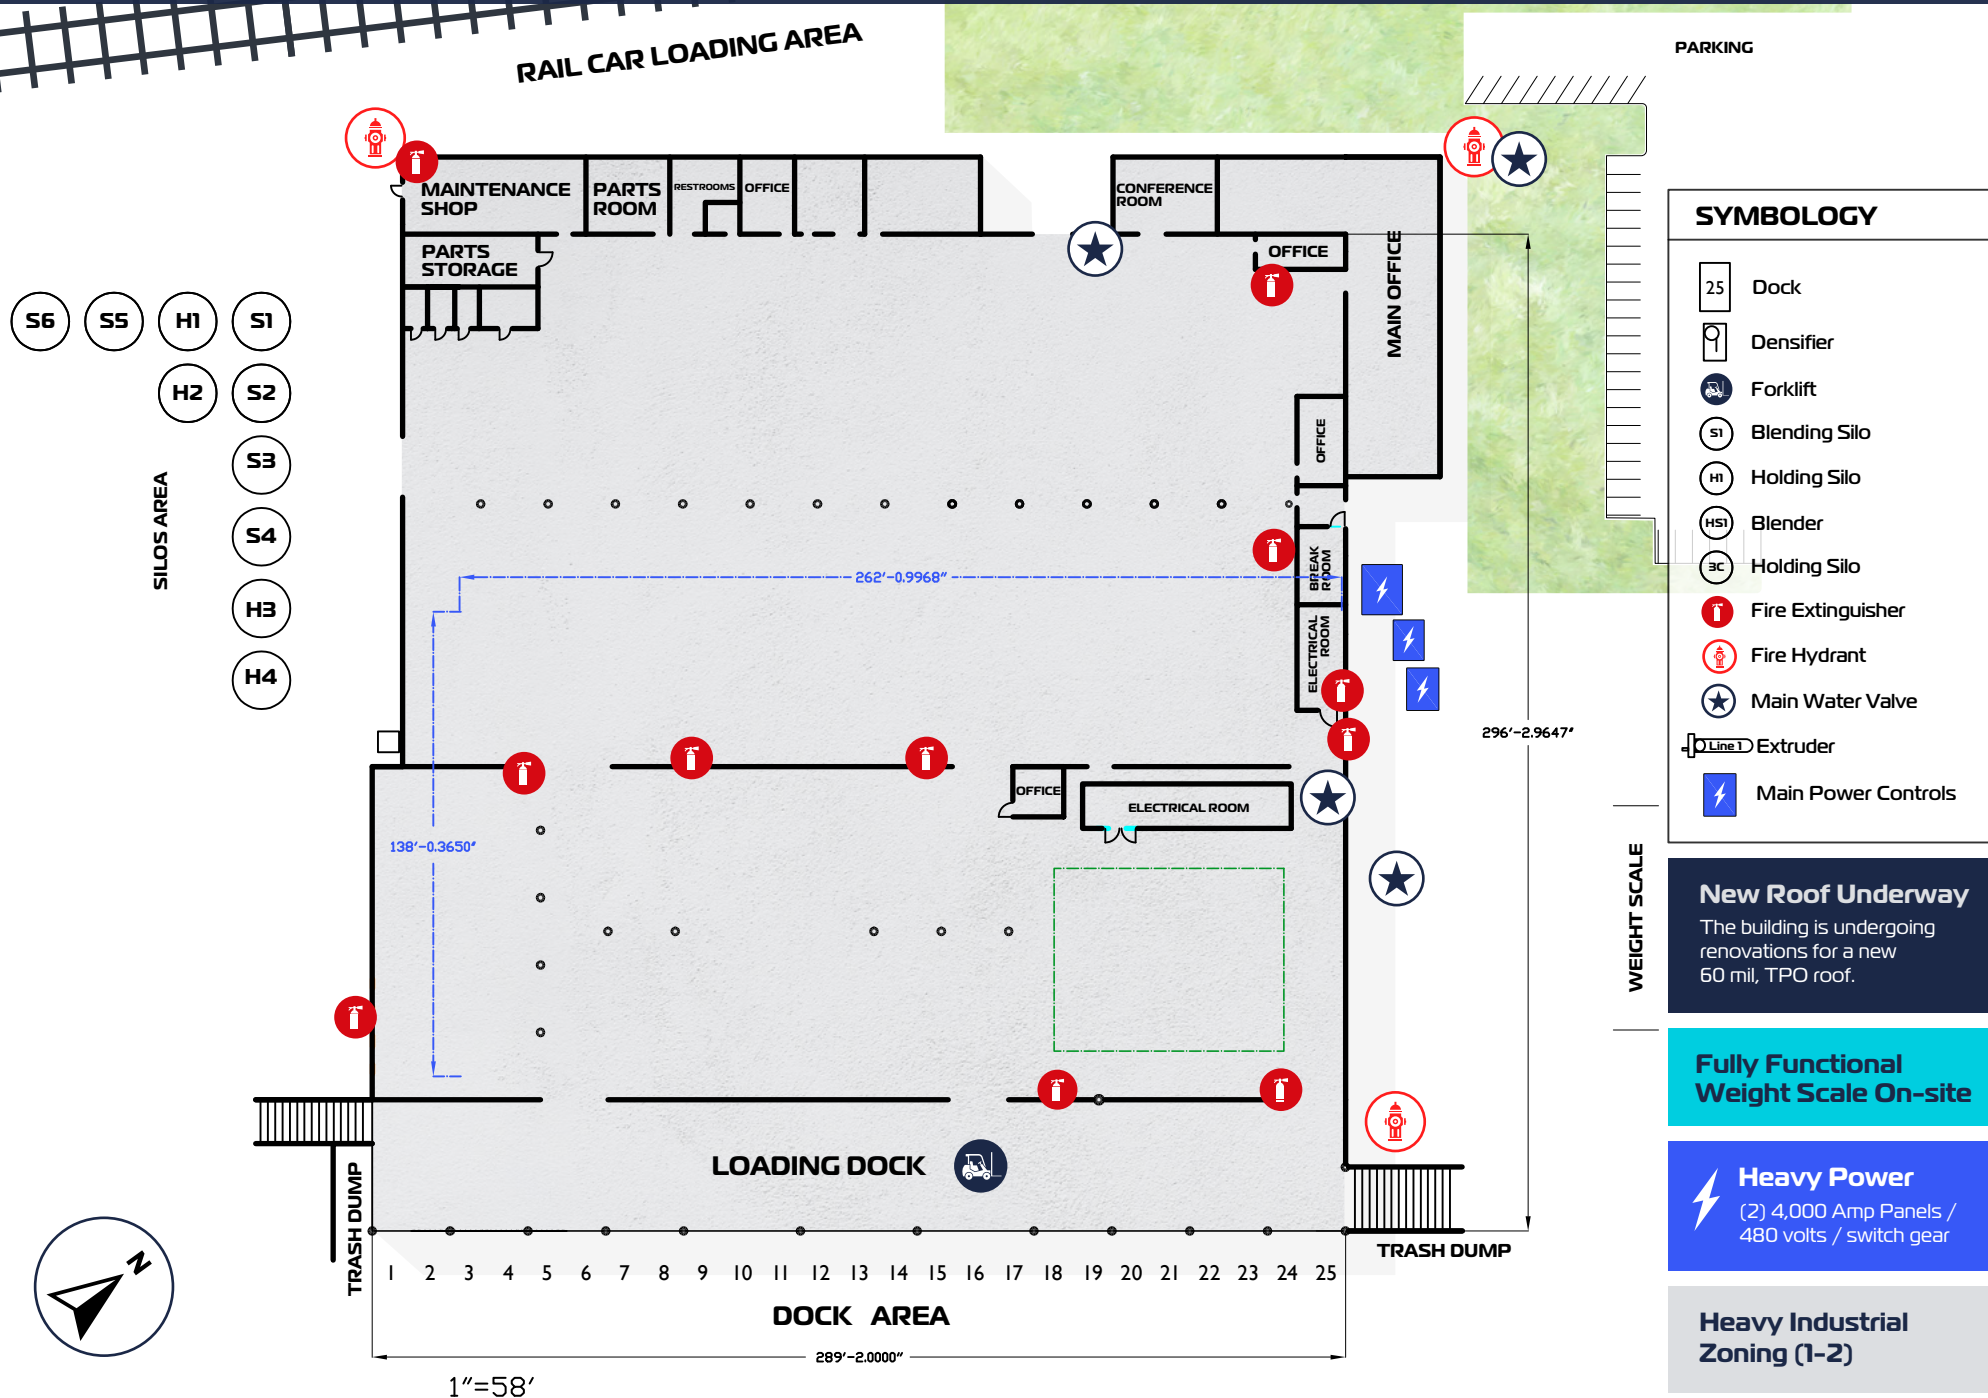 RAIL CAR LOADING AREA
PARKING
MAINTENANCE
SHOP
PARTS
ROOM
RESTROOMS
OFFICE
CONFERENCE
ROOM
PARTS
STORAGE
OFFICE
MAIN OFFICE
S6
S5
H1
S1
H2
S2
S3
S4
H3
H4
SILOS AREA
OFFICE
BREAK
ROOM
ELECTRICAL
ROOM
262'-0.9968"
138'-0.3650"
296'-2.9647"
OFFICE
ELECTRICAL ROOM
WEIGHT SCALE
LOADING DOCK
TRASH DUMP
TRASH DUMP
1 2 3 4 5 6 7 8 9 10 11 12 13 14 15 16 17 18 19 20 21 22 23 24 25
DOCK AREA
289'-2.0000"
1"=58'
N
SYMBOLOGY
25 Dock
Densifier
Forklift
S1 Blending Silo
H1 Holding Silo
HS1 Blender
3C Holding Silo
Fire Extinguisher
Fire Hydrant
Main Water Valve
Line 1 Extruder
Main Power Controls
New Roof Underway
The building is undergoing
renovations for a new
60 mil, TPO roof.
Fully Functional
Weight Scale On-site
Heavy Power
(2) 4,000 Amp Panels /
480 volts / switch gear
Heavy Industrial
Zoning (1-2)